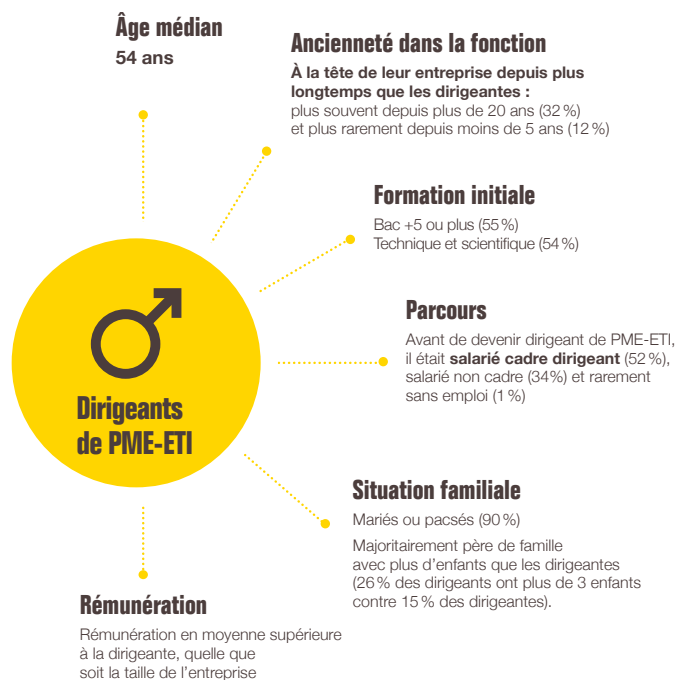 Âge médian
54 ans
Ancienneté dans la fonction
À la tête de leur entreprise depuis plus
longtemps que les dirigeantes :
plus souvent depuis plus de 20 ans (32 %)
et plus rarement depuis moins de 5 ans (12 %)
Formation initiale
Bac +5 ou plus (55 %)
Technique et scientifique (54 %)
Parcours
Avant de devenir dirigeant de PME-ETI,
il était salarié cadre dirigeant (52 %),
salarié non cadre (34%) et rarement
sans emploi (1 %)
Dirigeants
de PME-ETI
Situation familiale
Mariés ou pacsés (90 %)
Majoritairement père de famille
avec plus d’enfants que les dirigeantes
(26 % des dirigeants ont plus de 3 enfants
contre 15 % des dirigeantes).
Rémunération
Rémunération en moyenne supérieure
à la dirigeante, quelle que
soit la taille de l’entreprise